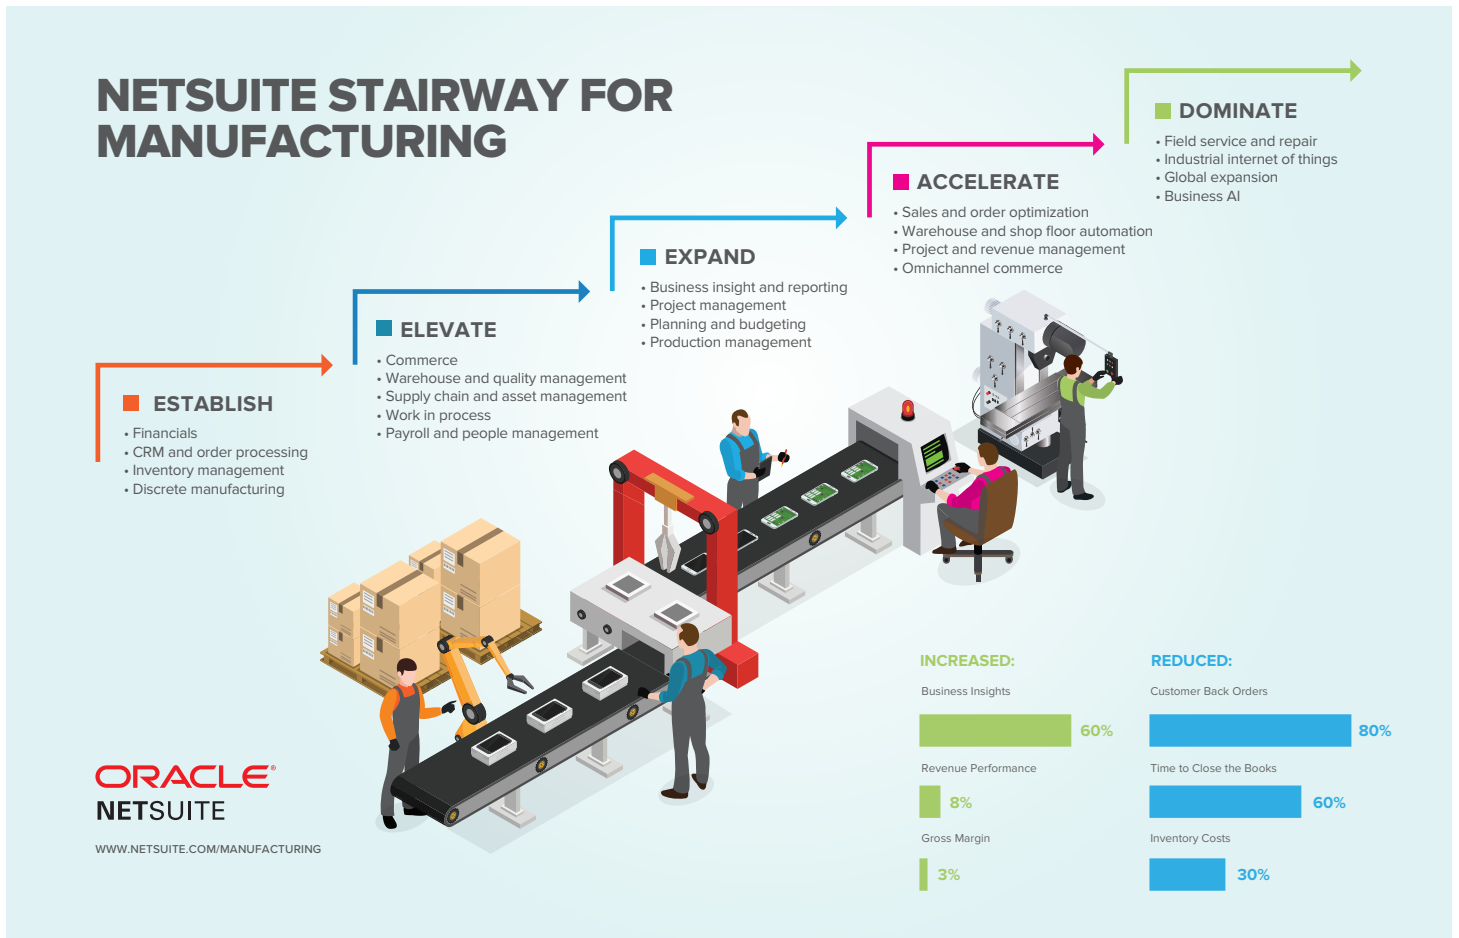 NETSUITE STAIRWAY FOR
MANUFACTURING
ESTABLISH
• Financials
• CRM and order processing
• Inventory management
• Discrete manufacturing
ELEVATE
• Commerce
• Warehouse and quality management
• Supply chain and asset management
• Work in process
• Payroll and people management
EXPAND
• Business insight and reporting
• Project management
• Planning and budgeting
• Production management
ACCELERATE
• Sales and order optimization
• Warehouse and shop floor automation
• Project and revenue management
• Omnichannel commerce
DOMINATE
• Field service and repair
• Industrial internet of things
• Global expansion
• Business AI
INCREASED:
Business Insights
60%
Revenue Performance
8%
Gross Margin
3%
REDUCED:
Customer Back Orders
80%
Time to Close the Books
60%
Inventory Costs
30%
ORACLE®
NETSUITE
WWW.NETSUITE.COM/MANUFACTURING